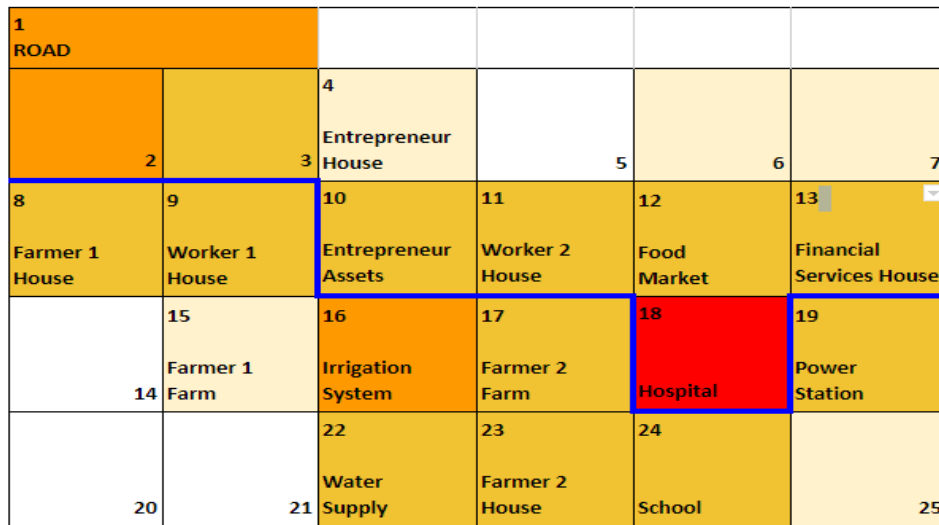 1
ROAD
2
3
4
Entrepreneur
House
5
6
7
8
Farmer 1
House
9
Worker 1
House
10
Entrepreneur
Assets
11
Worker 2
House
12
Food
Market
13
Financial
Services House
14
15
Farmer 1
Farm
16
Irrigation
System
17
Farmer 2
Farm
18
Hospital
19
Power
Station
20
21
22
Water
Supply
23
Farmer 2
House
24
School
25